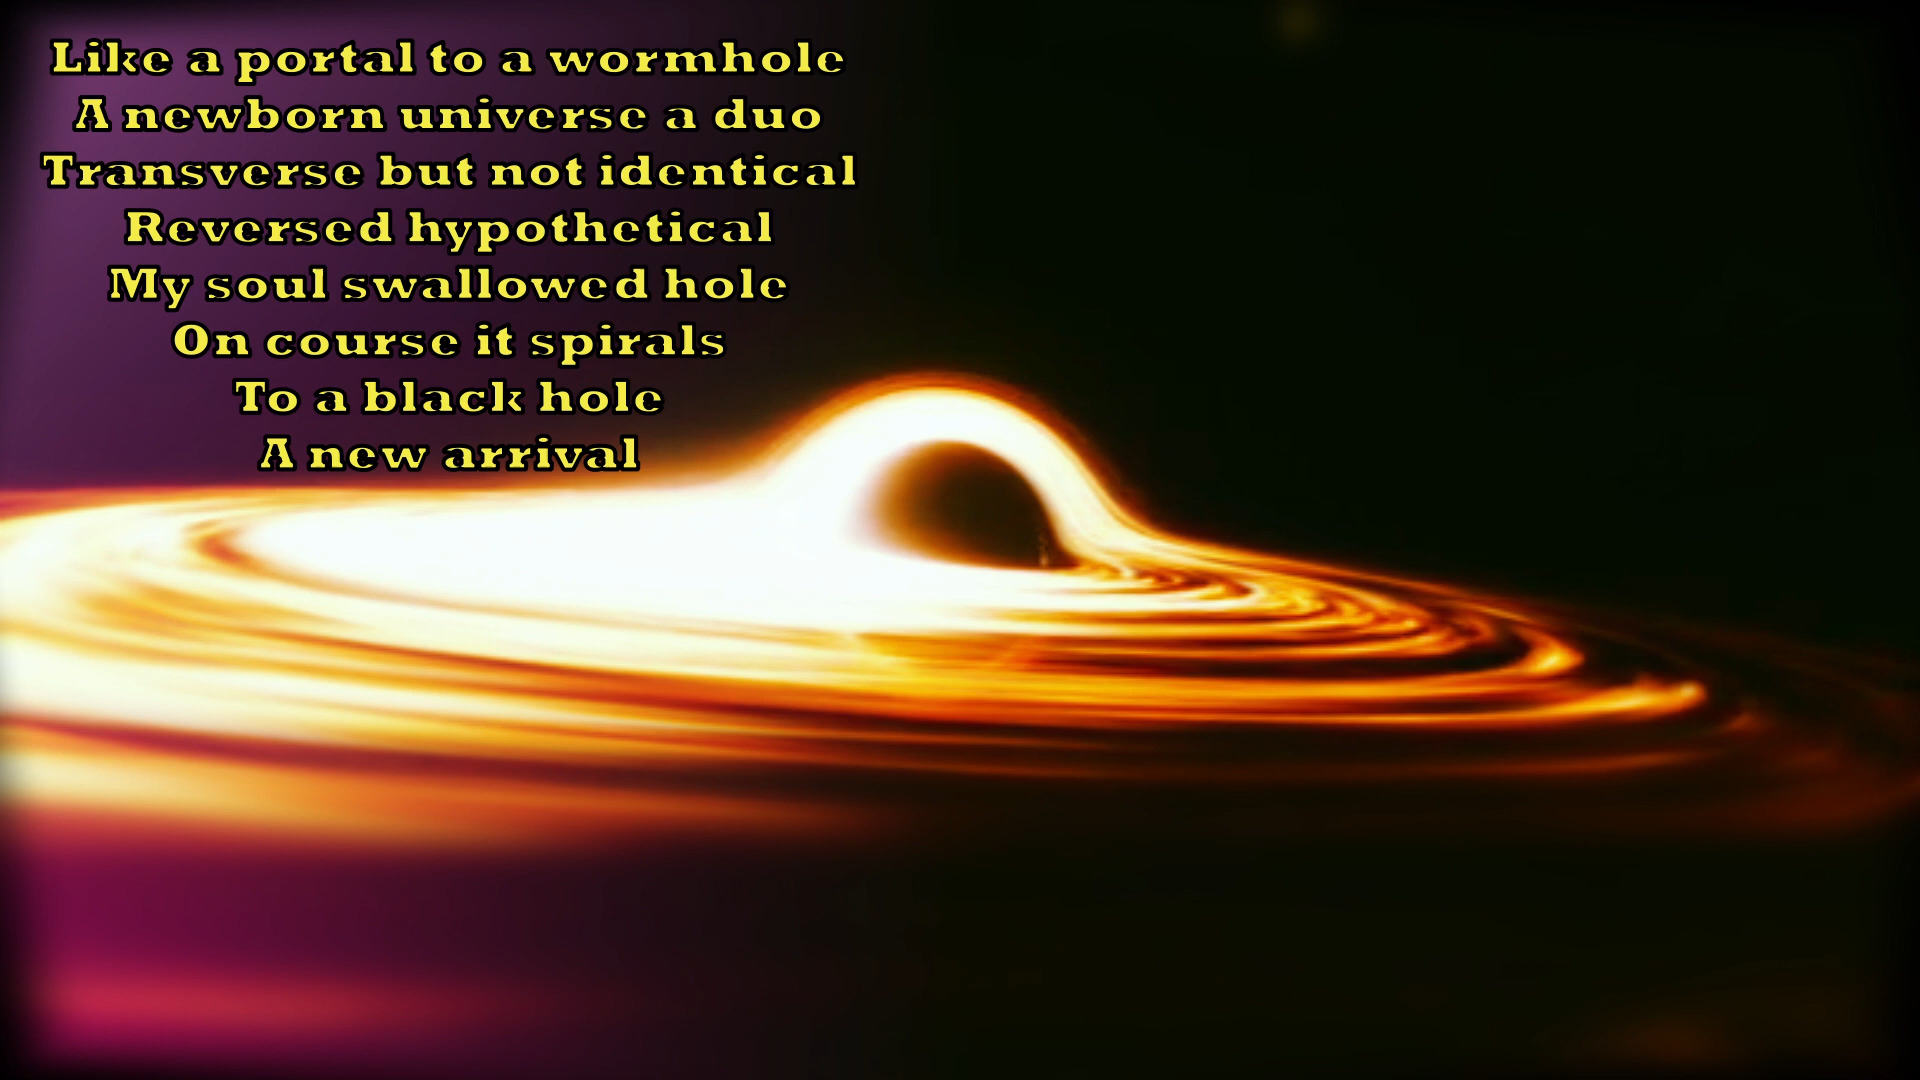 Like a portal to a wormhole
A newborn universe a duo
Transverse but not identical
Reversed hypothetical
My soul swallowed hole
On course it spirals
To a black hole
A new arrival